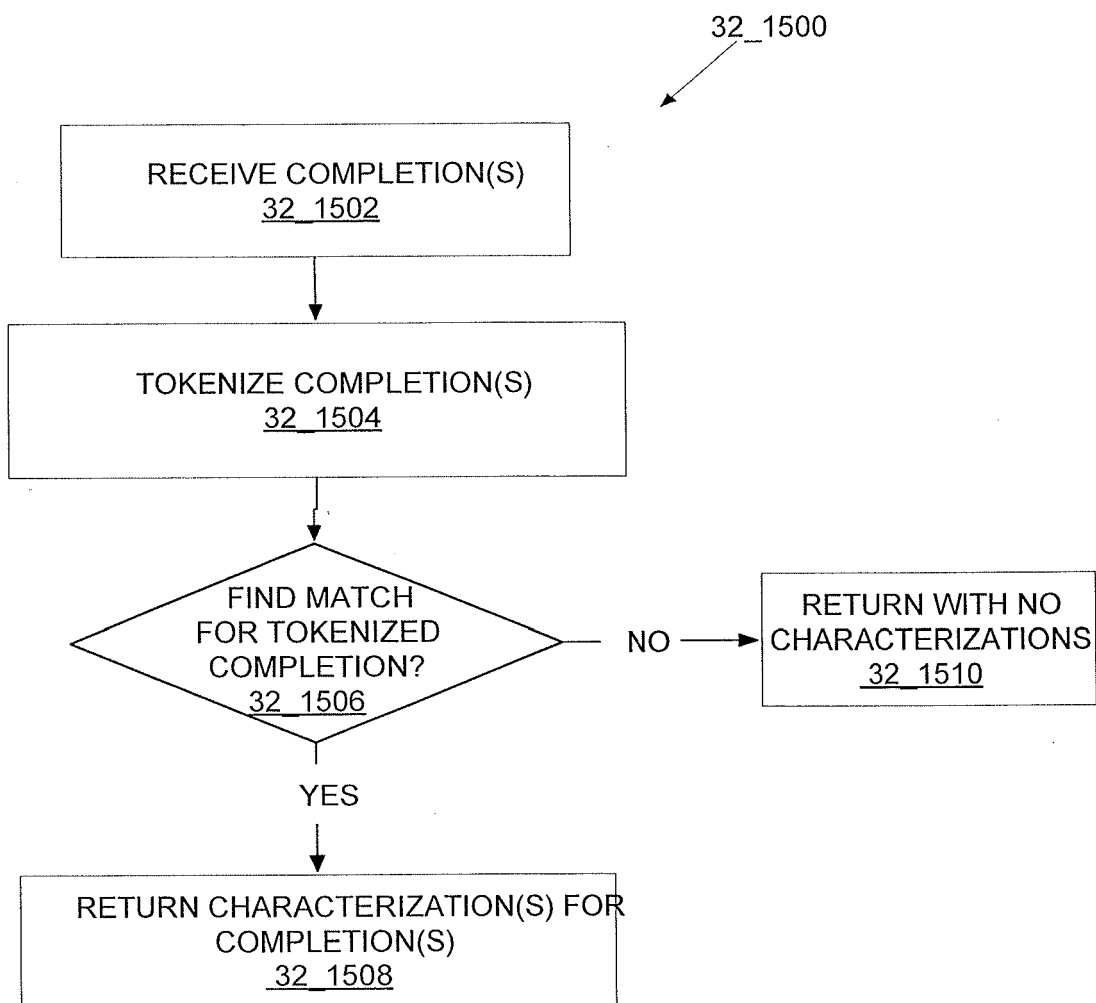 32_1500
RECEIVE COMPLETION(S)
32_1502
TOKENIZE COMPLETION(S)
32_1504
FIND MATCH
FOR TOKENIZED
COMPLETION?
32_1506
NO
RETURN WITH NO
CHARACTERIZATIONS
32_1510
YES
RETURN CHARACTERIZATION(S) FOR
COMPLETION(S)
32_1508